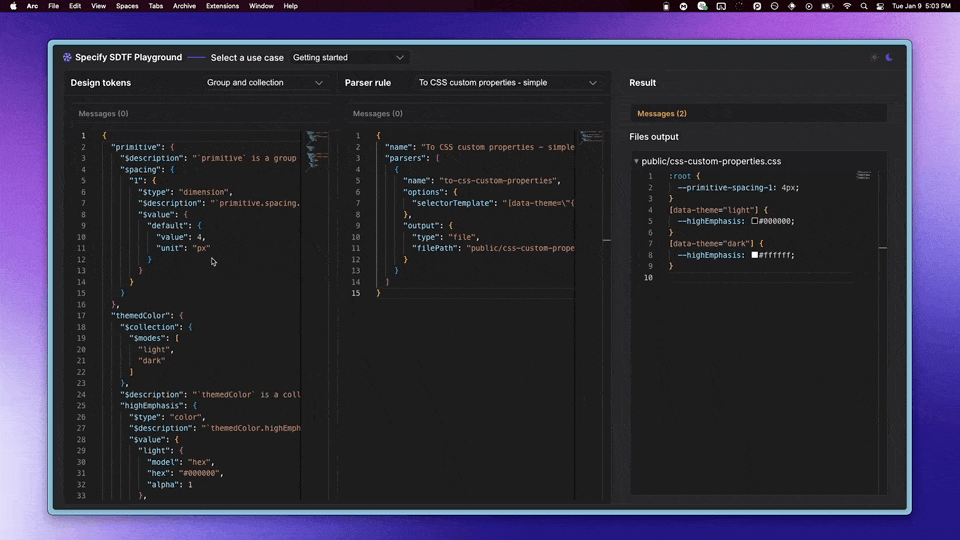 Arc File Edit View Spaces Tabs Archive Extensions Window Help Tue Jan 9 5:03 PM
Specify SDTF Playground Select a use case Getting started
Design tokens Group and collection Parser rule To CSS custom properties - simple Result
Messages (0) Messages (0) Messages (2)
Files output
public/css-custom-properties.css
1 {
2 "primitive": {
3 "$description": "`primitive` is a group
4 "spacing": {
5 "1": {
6 "$type": "dimension",
7 "$description": "`primitive.spacing.
8 "$value": {
9 "default": {
10 "value": 4,
11 "unit": "px"
12 }
13 }
14 }
15 }
16 },
17 "themedColor": {
18 "$collection": {
19 "$modes": [
20 "light",
21 "dark"
22 ]
23 },
24 "$description": "`themedColor` is a coll
25 "highEmphasis": {
26 "$type": "color",
27 "$description": "`themedColor.highEmph
28 "$value": {
29 "light": {
30 "model": "hex",
31 "hex": "#000000",
32 "alpha": 1
33 },
1 {
2 "name": "To CSS custom properties - simple
3 "parsers": [
4 {
5 "name": "to-css-custom-properties",
6 "options": {
7 "selectorTemplate": "[data-theme=\"{
8 },
9 "output": {
10 "type": "file",
11 "filePath": "public/css-custom-prope
12 }
13 }
14 ]
15 }
1 :root {
2 --primitive-spacing-1: 4px;
3 }
4 [data-theme="light"] {
5 --highEmphasis: #000000;
6 }
7 [data-theme="dark"] {
8 --highEmphasis: #ffffff;
9 }
10